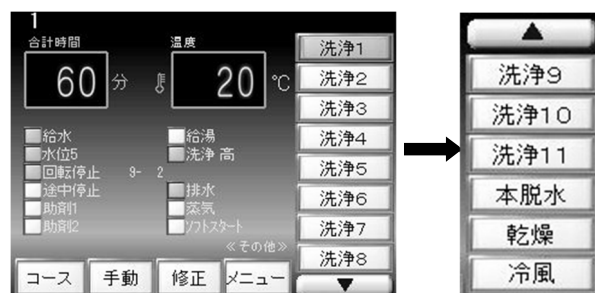 1
合計時間 温度
60 分 20 ℃
給水 給湯
水位5 洗浄 高
回転停止 9- 2
途中停止 排水
助剤1 蒸気
助剤2 ソフトスタート
≪その他≫
コース 手動 修正 メニュー
洗浄1
洗浄2
洗浄3
洗浄4
洗浄5
洗浄6
洗浄7
洗浄8
▼
▲
洗浄9
洗浄10
洗浄11
本脱水
乾燥
冷風